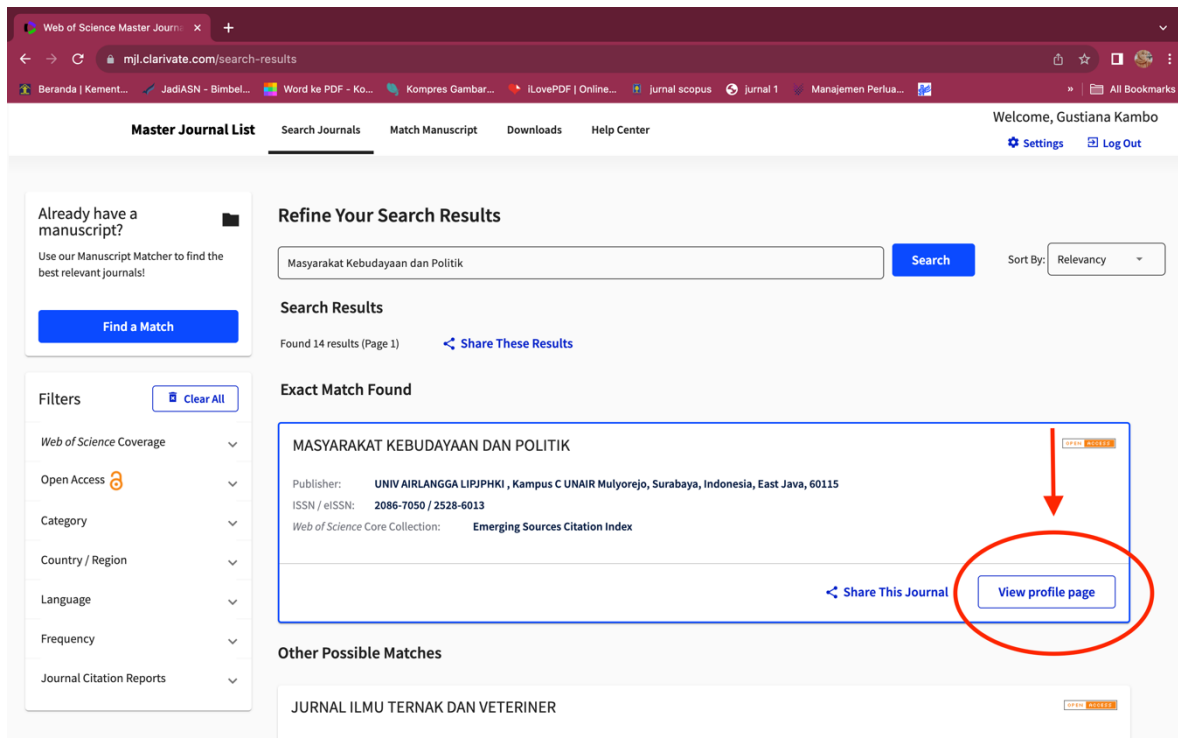 Web of Science Master Journa
mjl.clarivate.com/search-results
Beranda | Kement... JadiASN - Bimbel... Word ke PDF - Ko... Kompres Gambar... iLovePDF | Online... jurnal scopus jurnal 1 Manajemen Perlua... » All Bookmarks
Master Journal List Search Journals Match Manuscript Downloads Help Center
Welcome, Gustiana Kambo
Settings Log Out
Already have a
manuscript?
Use our Manuscript Matcher to find the
best relevant journals!
Find a Match
Filters Clear All
Web of Science Coverage
Open Access
Category
Country / Region
Language
Frequency
Journal Citation Reports
Refine Your Search Results
Masyarakat Kebudayaan dan Politik Search Sort By: Relevancy
Search Results
Found 14 results (Page 1) Share These Results
Exact Match Found
MASYARAKAT KEBUDAYAAN DAN POLITIK OPEN ACCESS
Publisher: UNIV AIRLANGGA LIPJPHKI , Kampus C UNAIR Mulyorejo, Surabaya, Indonesia, East Java, 60115
ISSN / eISSN: 2086-7050 / 2528-6013
Web of Science Core Collection: Emerging Sources Citation Index
Share This Journal View profile page
Other Possible Matches
JURNAL ILMU TERNAK DAN VETERINER OPEN ACCESS